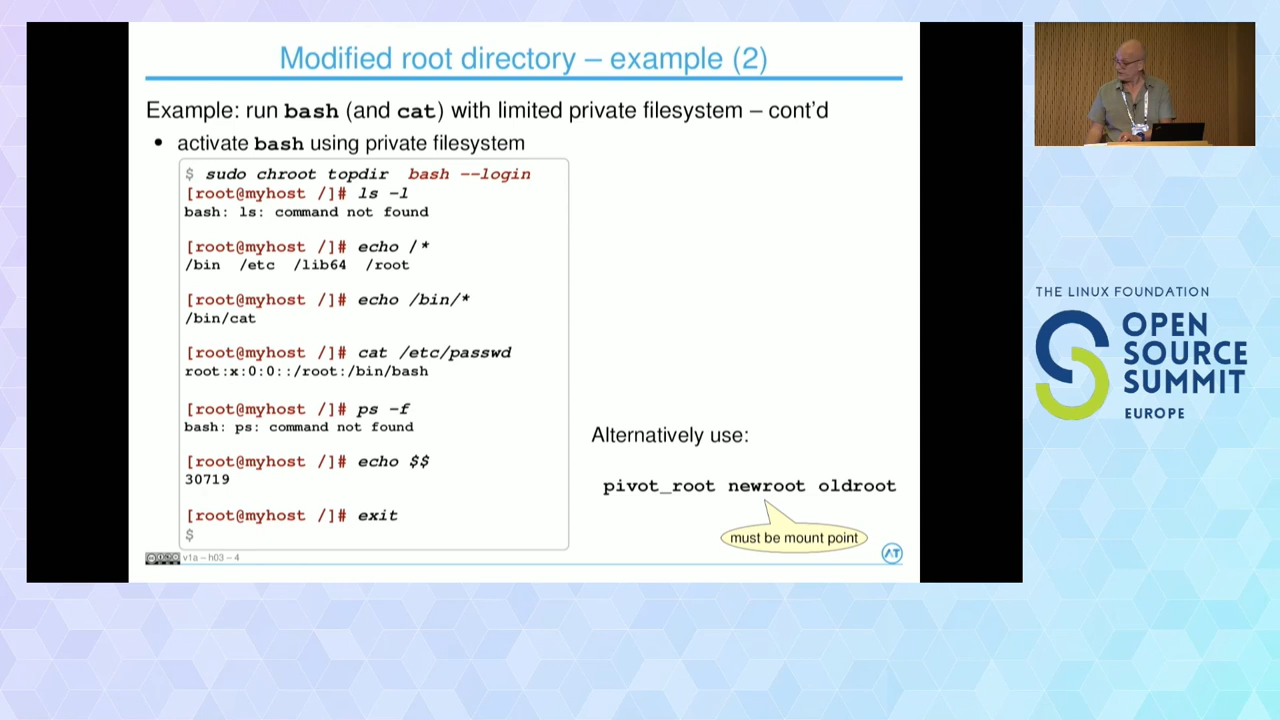 Modified root directory – example (2)
Example: run bash (and cat) with limited private filesystem – cont'd
• activate bash using private filesystem
$ sudo chroot topdir bash --login
[root@myhost /]# ls -l
bash: ls: command not found
[root@myhost /]# echo /*
/bin /etc /lib64 /root
[root@myhost /]# echo /bin/*
/bin/cat
[root@myhost /]# cat /etc/passwd
root:x:0:0::/root:/bin/bash
[root@myhost /]# ps -f
bash: ps: command not found
[root@myhost /]# echo $$
30719
[root@myhost /]# exit
$
Alternatively use:
pivot_root newroot oldroot
must be mount point
v1a – h03 – 4
AT
THE LINUX FOUNDATION
OPEN
SOURCE
SUMMIT
EUROPE